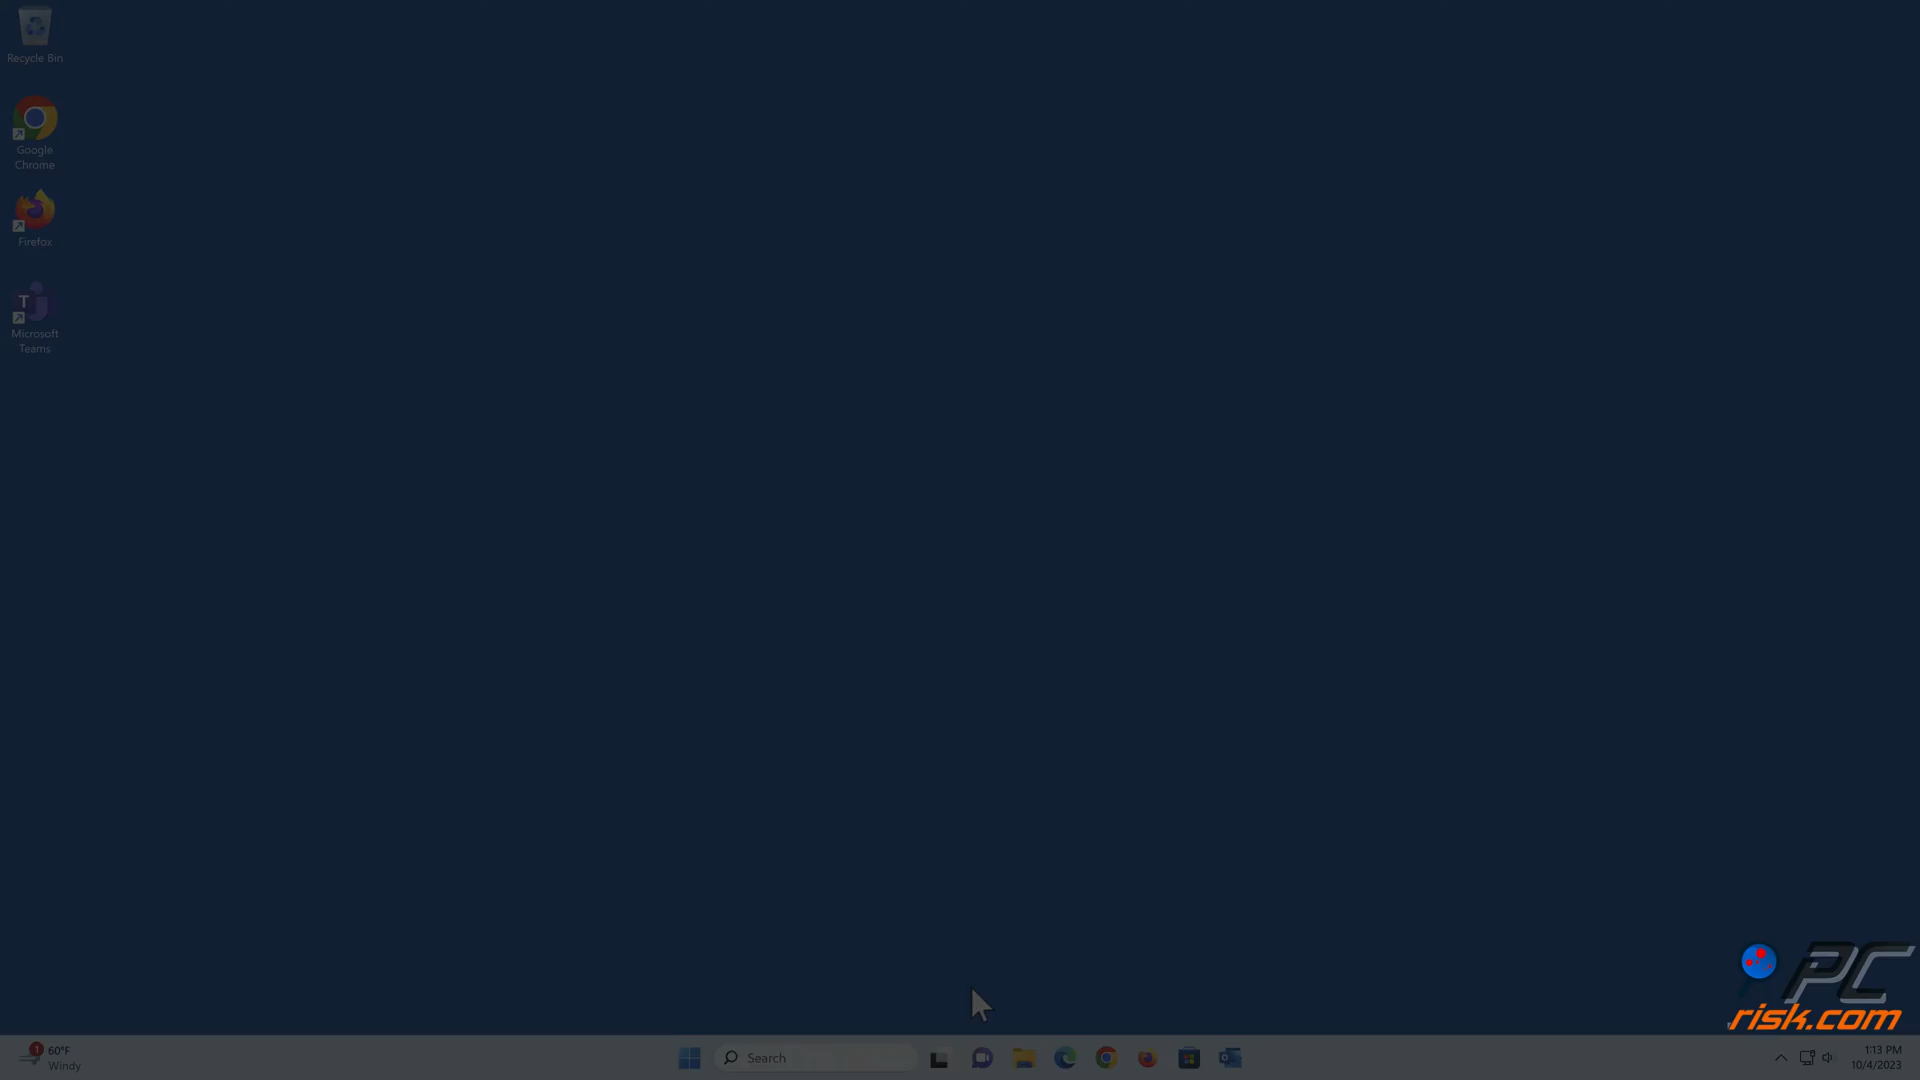 Recycle Bin
Google
Chrome
Firefox
T
Microsoft
Teams
PC
risk.com
1
60°F
Windy
Search
1:13 PM
10/4/2023